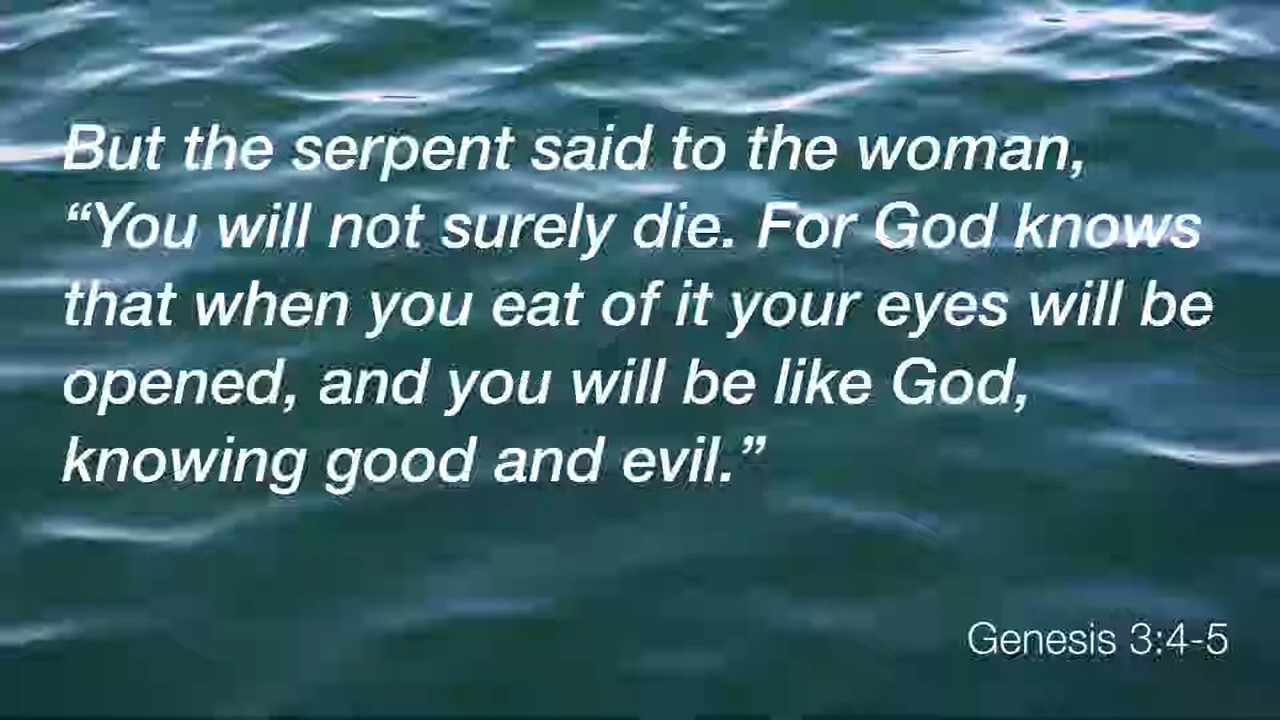 But the serpent said to the woman,
“You will not surely die. For God knows
that when you eat of it your eyes will be
opened, and you will be like God,
knowing good and evil.”
Genesis 3:4-5